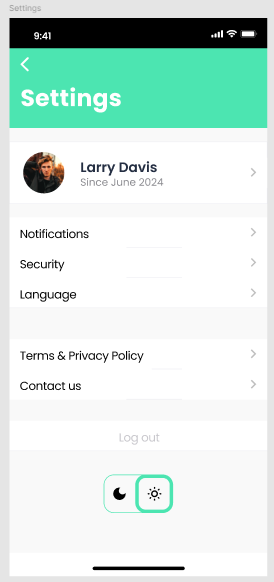 Settings
9:41
Settings
Larry Davis
Since June 2024
Notifications
Security
Language
Terms & Privacy Policy
Contact us
Log out